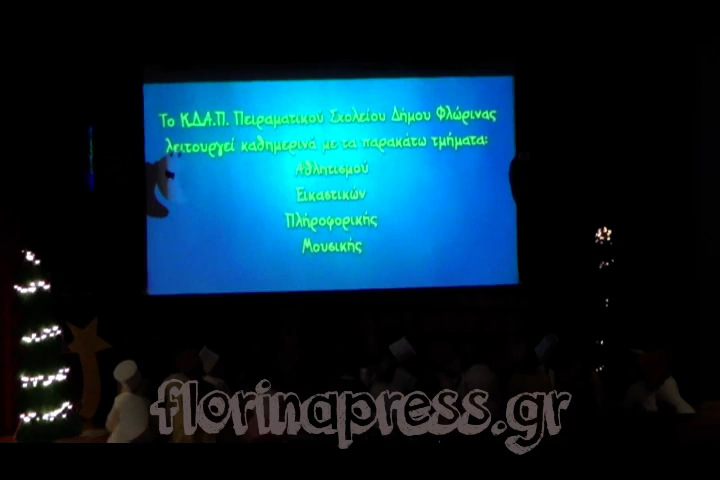 Το Κ.Δ.Α.Π. Πειραματικού Σχολείου Δήμου Φλώρινας
λειτουργεί καθημερινά με τα παρακάτω τμήματα:
Αθλητισμού
Εικαστικών
Πληροφορικής
Μουσικής
florinapress.gr